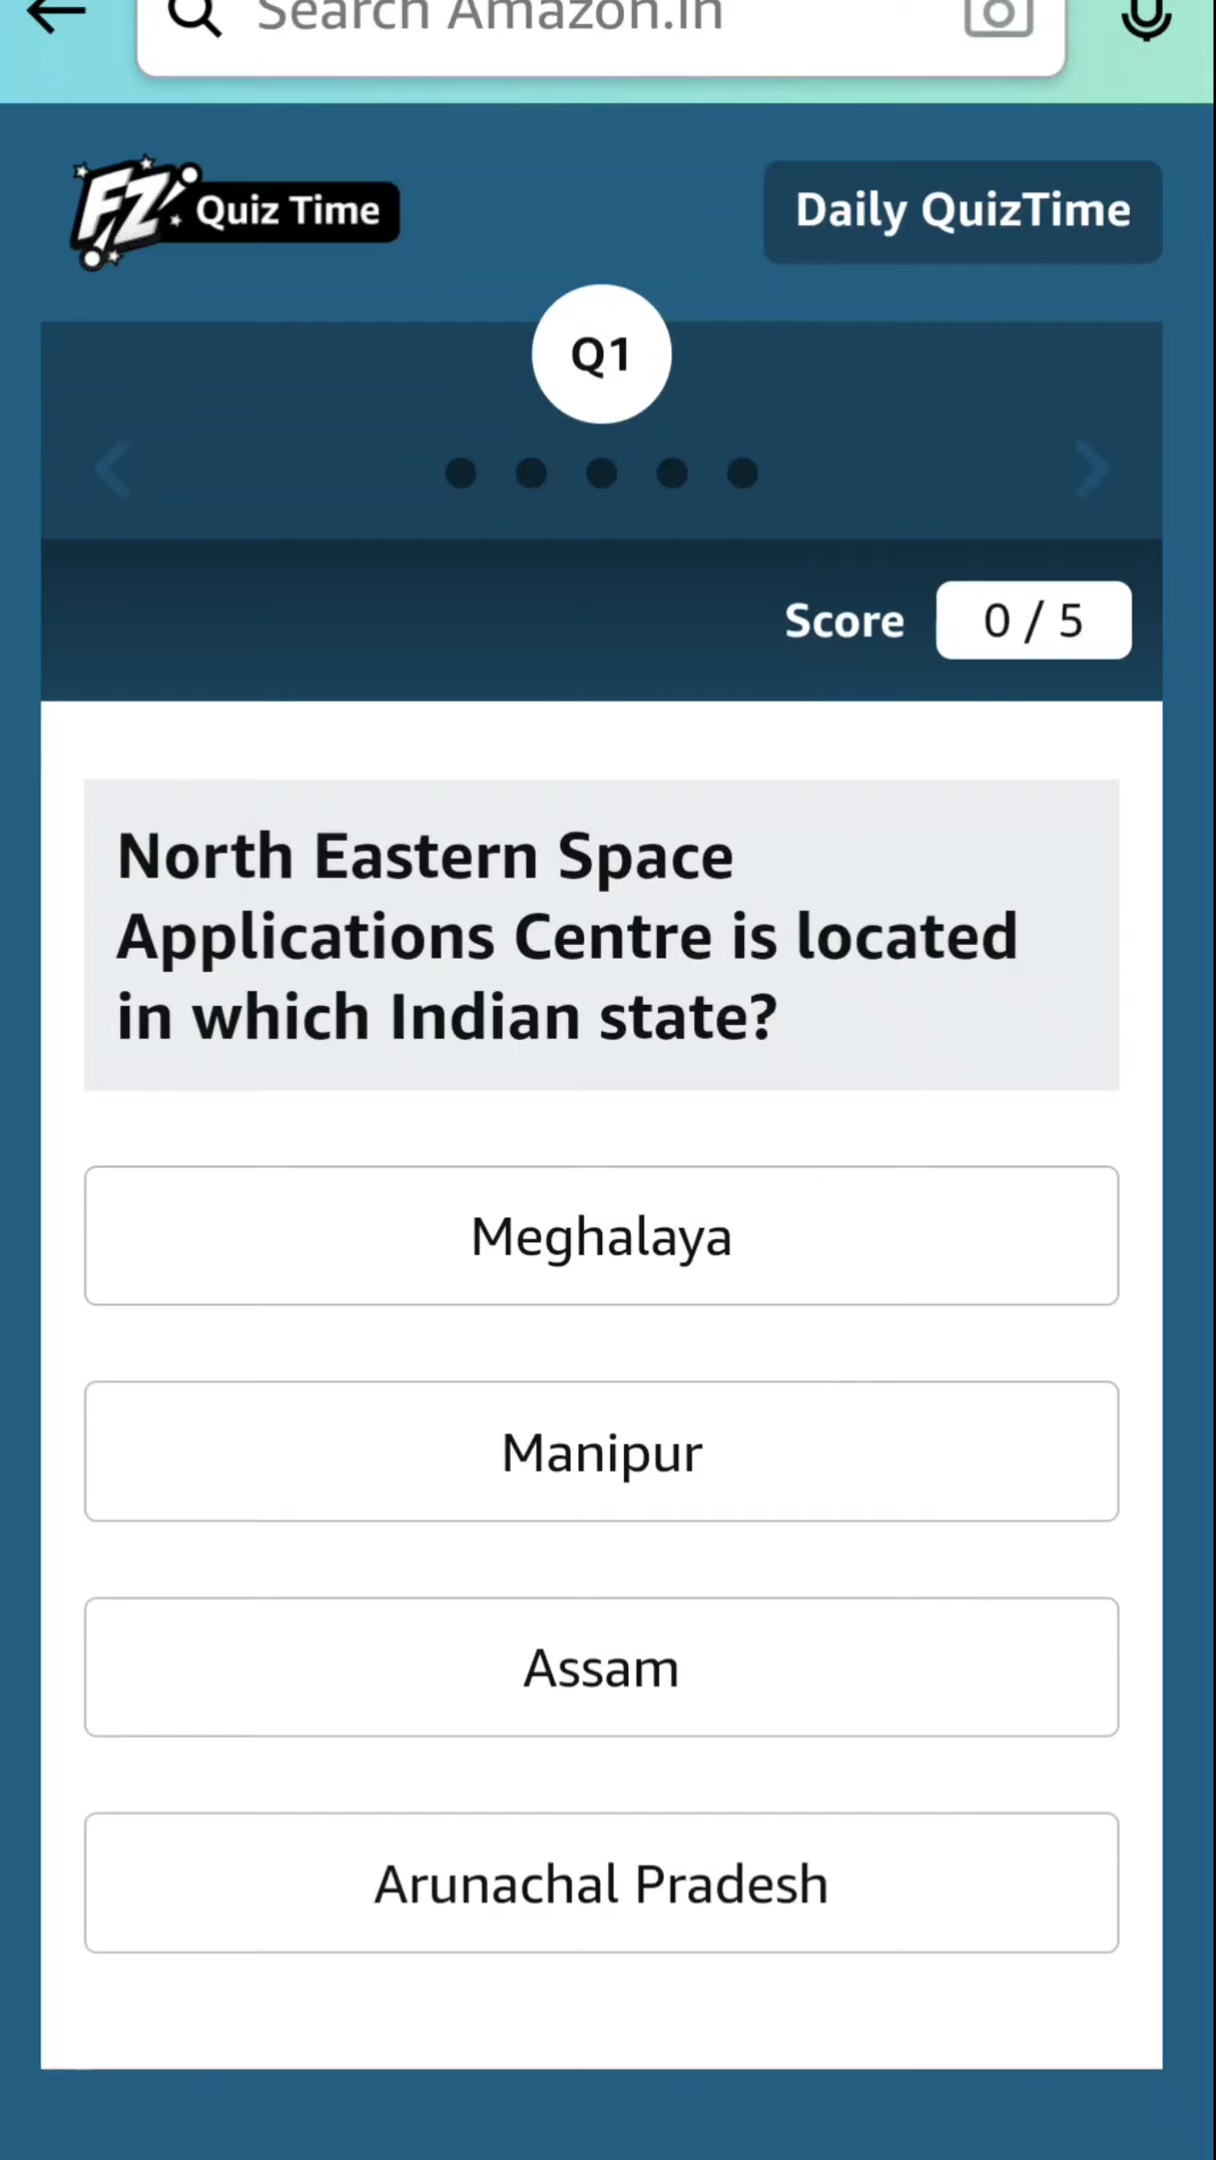 Search Amazon.in
FZ Quiz Time
Daily QuizTime
Q1
Score 0 / 5
North Eastern Space
Applications Centre is located
in which Indian state?
Meghalaya
Manipur
Assam
Arunachal Pradesh